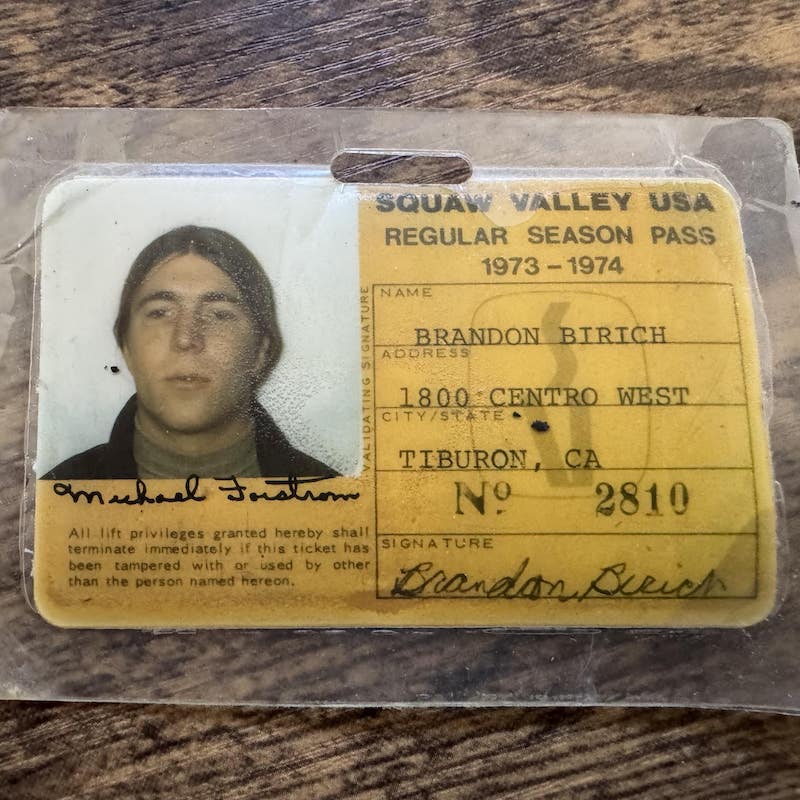 SQUAW VALLEY USA
REGULAR SEASON PASS
1973 – 1974
VALIDATING SIGNATURE
NAME
BRANDON BIRICH
ADDRESS
1800 CENTRO WEST
CITY/STATE
TIBURON, CA
Nº 2810
SIGNATURE
Brandon Birich
Michael Forstrom
All lift privileges granted hereby shall
terminate immediately if this ticket has
been tampered with or used by other
than the person named hereon.